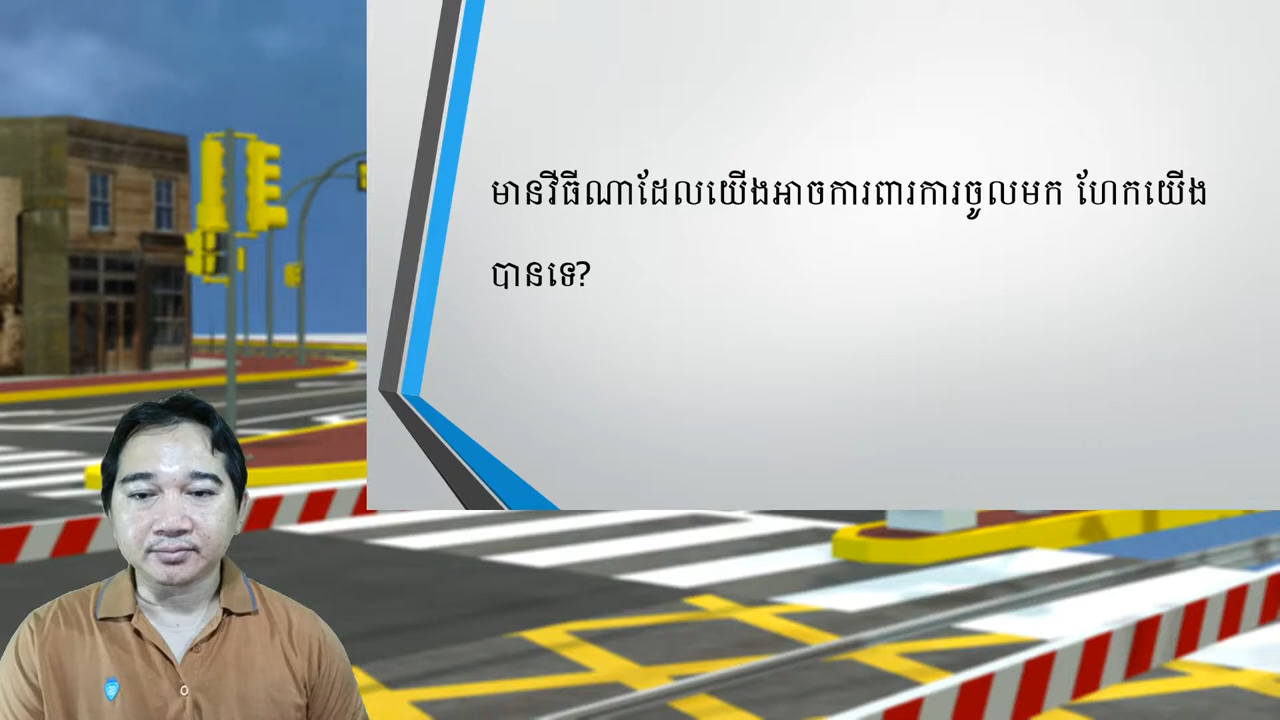 មានវីធីណាដែលយើងអាចការពារការចូលមក ហែកយើង
បានទេ?